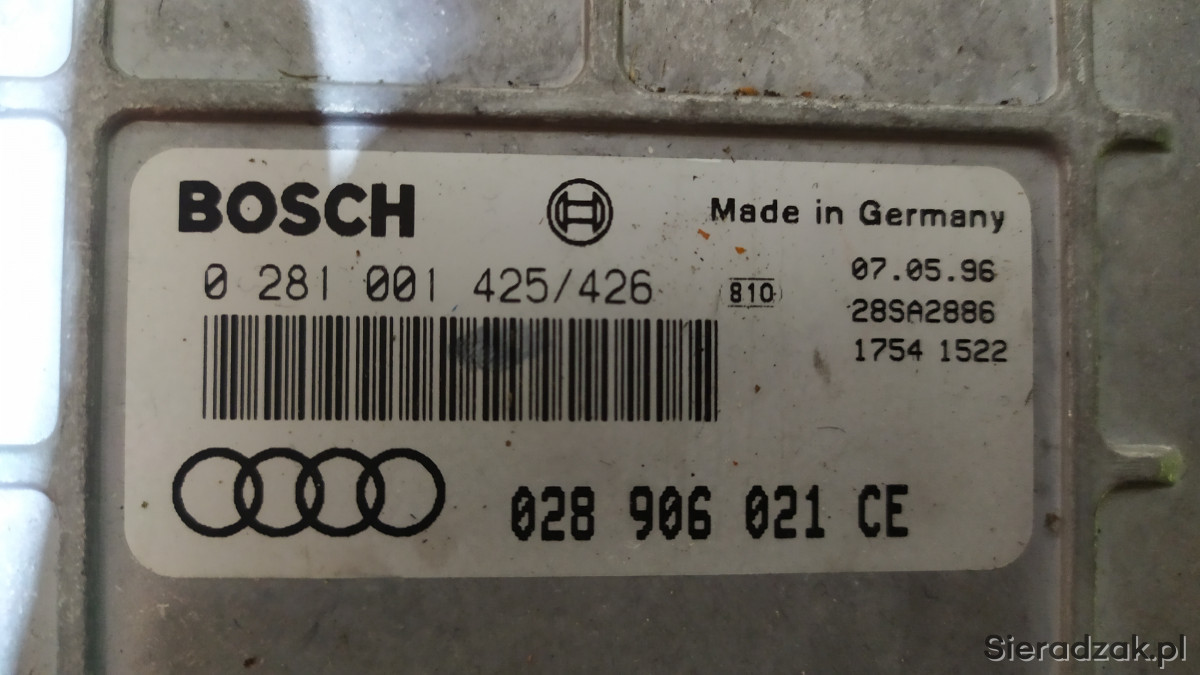 BOSCH
Made in Germany
0 281 001 425/426
810
07.05.96
28SA2886
1754 1522
028 906 021 CE
Sieradzak.pl